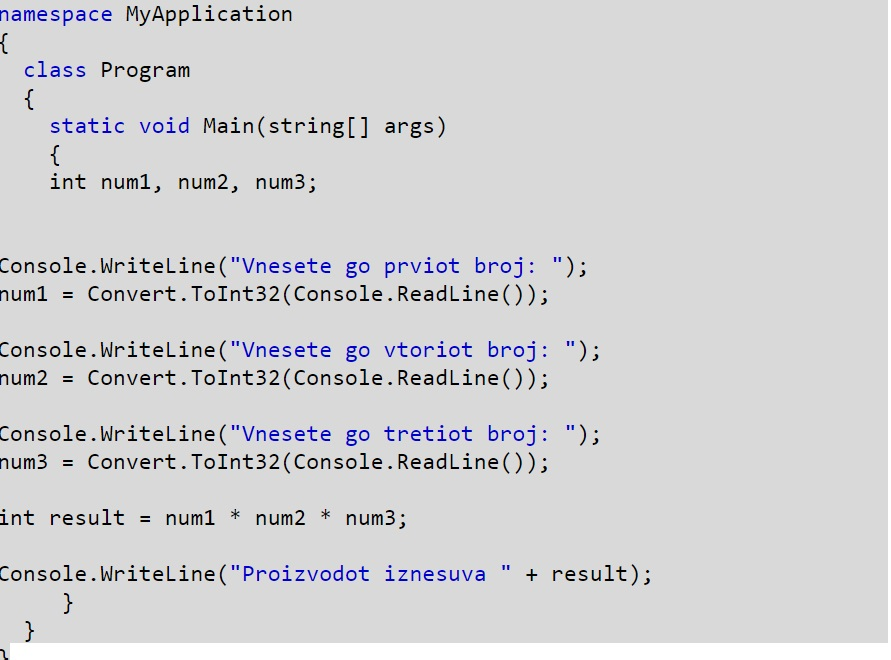 namespace MyApplication
{
class Program
{
static void Main(string[] args)
{
int num1, num2, num3;
Console.WriteLine("Vnesete go prviot broj: ");
num1 = Convert.ToInt32(Console.ReadLine());
Console.WriteLine("Vnesete go vtoriot broj: ");
num2 = Convert.ToInt32(Console.ReadLine());
Console.WriteLine("Vnesete go tretiot broj: ");
num3 = Convert.ToInt32(Console.ReadLine());
int result = num1 * num2 * num3;
Console.WriteLine("Proizvodot iznesuva " + result);
}
}
}